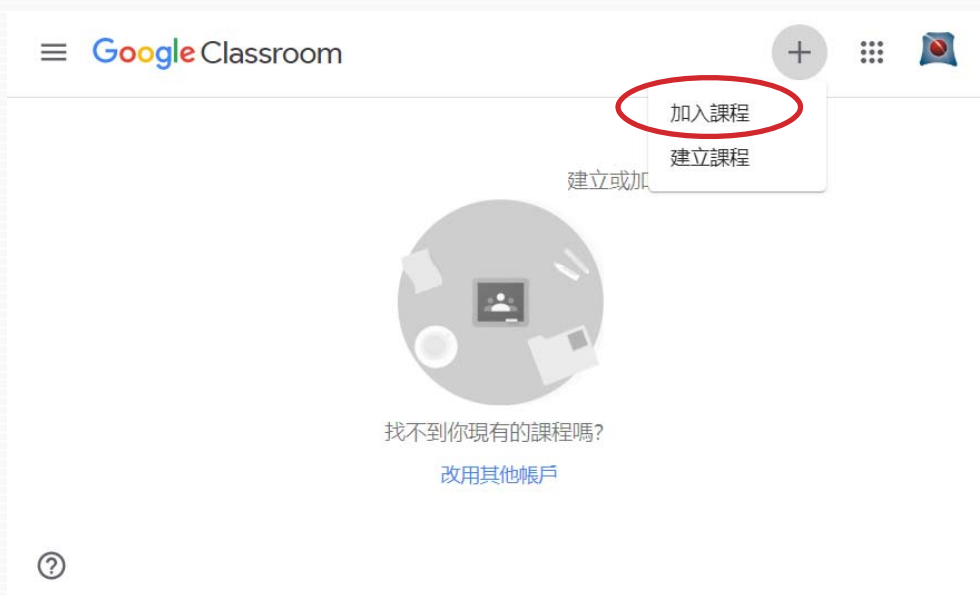 Google Classroom
加入課程
建立課程
建立或加
找不到你現有的課程嗎?
改用其他帳戶